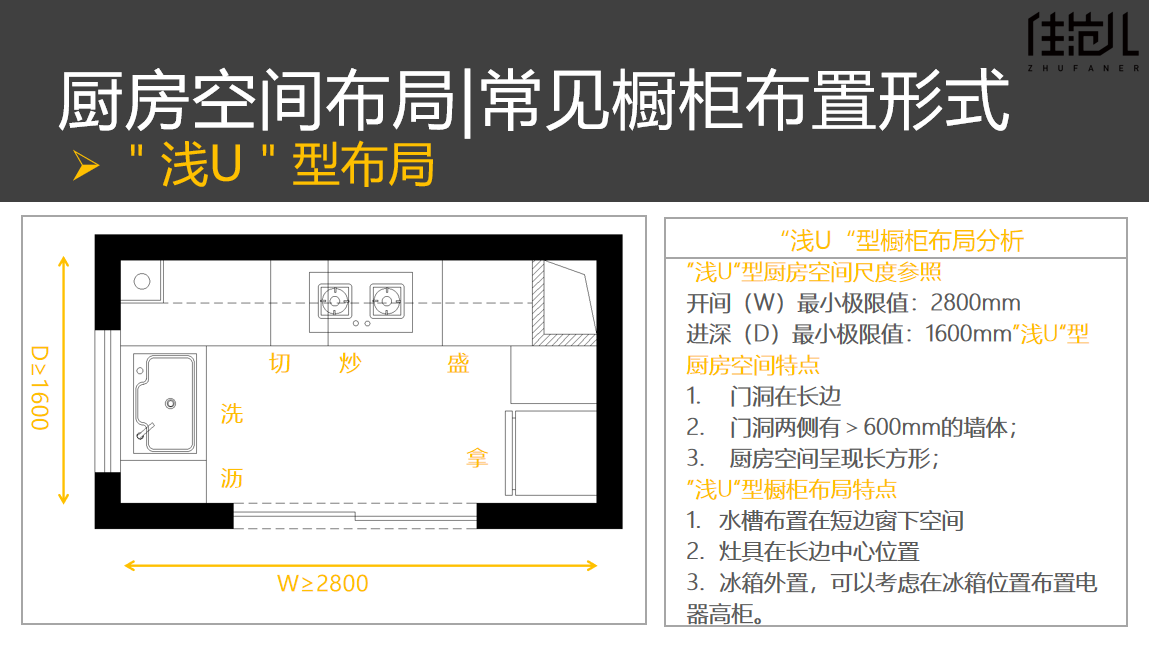 住范儿
ZHUFANER
厨房空间布局|常见橱柜布置形式
"浅U"型布局
切 炒 盛
洗
拿
沥
D≥1600
W≥2800
“浅U“型橱柜布局分析
“浅U“型厨房空间尺度参照
开间（W）最小极限值：2800mm
进深（D）最小极限值：1600mm“浅U“型
厨房空间特点
1. 门洞在长边
2. 门洞两侧有＞600mm的墙体；
3. 厨房空间呈现长方形；
“浅U“型橱柜布局特点
1. 水槽布置在短边窗下空间
2. 灶具在长边中心位置
3. 冰箱外置，可以考虑在冰箱位置布置电
器高柜。